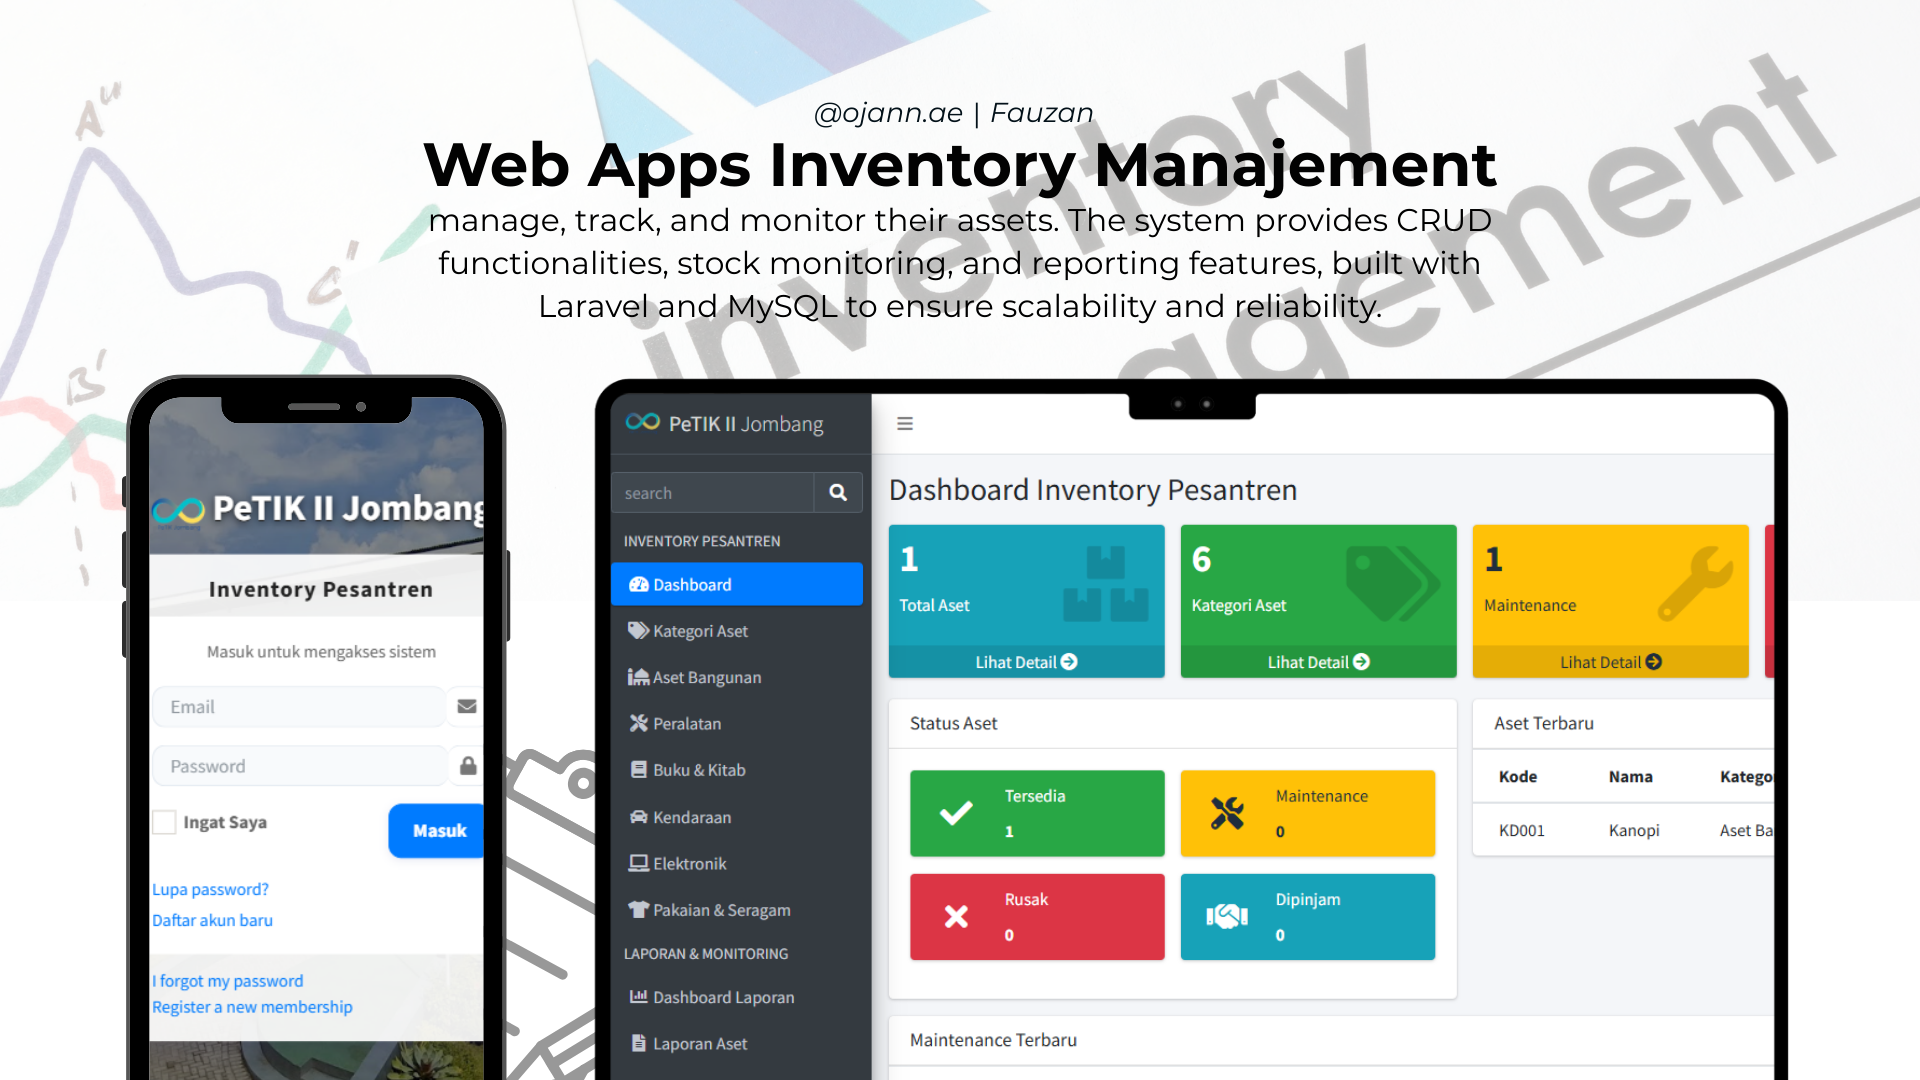 @ojann.ae | Fauzan
Web Apps Inventory Manajement
manage, track, and monitor their assets. The system provides CRUD
functionalities, stock monitoring, and reporting features, built with
Laravel and MySQL to ensure scalability and reliability.
inventory
agement
A"
C'
B'
PeTIK II Jombang
Inventory Pesantren
Masuk untuk mengakses sistem
Email
Password
Ingat Saya
Masuk
Lupa password?
Daftar akun baru
I forgot my password
Register a new membership
PeTIK II Jombang
search
INVENTORY PESANTREN
Dashboard
Kategori Aset
Aset Bangunan
Peralatan
Buku & Kitab
Kendaraan
Elektronik
Pakaian & Seragam
LAPORAN & MONITORING
Dashboard Laporan
Laporan Aset
Dashboard Inventory Pesantren
1
Total Aset
Lihat Detail
6
Kategori Aset
Lihat Detail
1
Maintenance
Lihat Detail
Status Aset
Tersedia
1
Maintenance
0
Rusak
0
Dipinjam
0
Aset Terbaru
Kode Nama Katego
KD001 Kanopi Aset Ba
Maintenance Terbaru